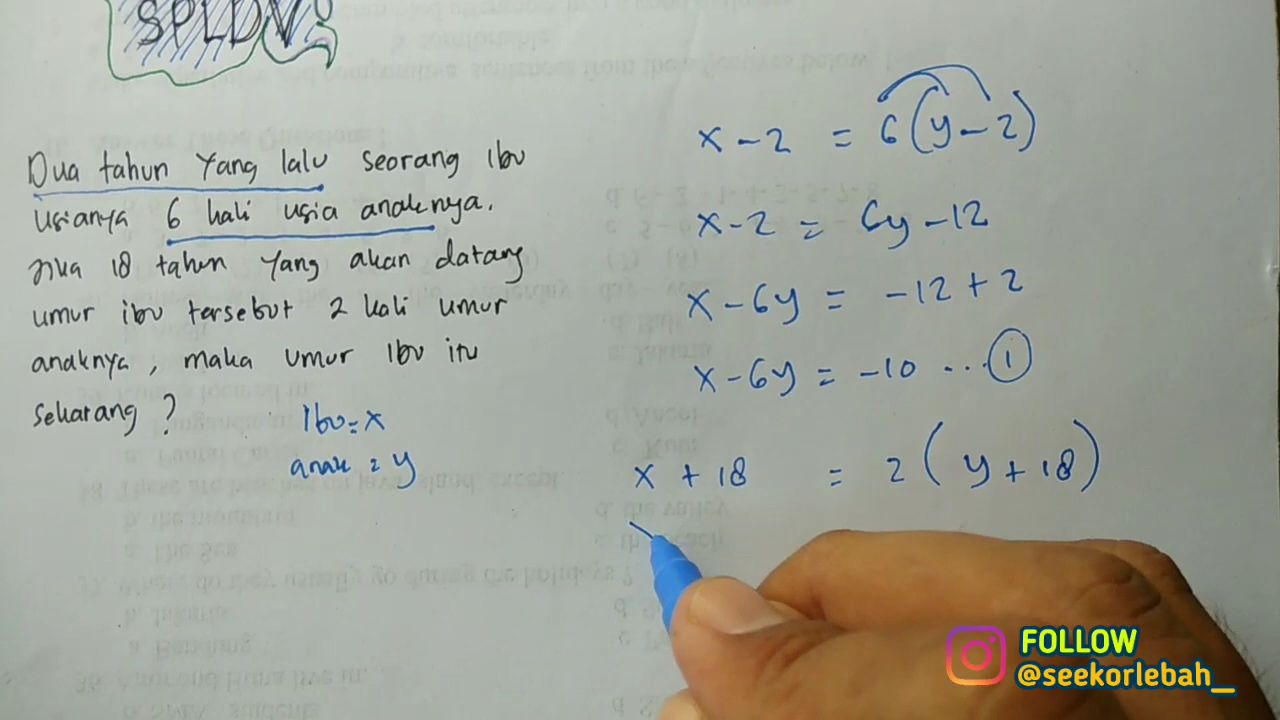 SPLDV!
Dua tahun yang lalu seorang ibu
usianya 6 kali usia anaknya.
Jika 18 tahun yang akan datang
umur ibu tersebut 2 kali umur
anaknya, maka umur ibu itu
sekarang ?
Ibu = x
anak = y
x - 2 = 6(y - 2)
x - 2 = 6y - 12
x - 6y = -12 + 2
x - 6y = -10 ... 1
x + 18 = 2(y + 18)
FOLLOW
@seekorlebah_